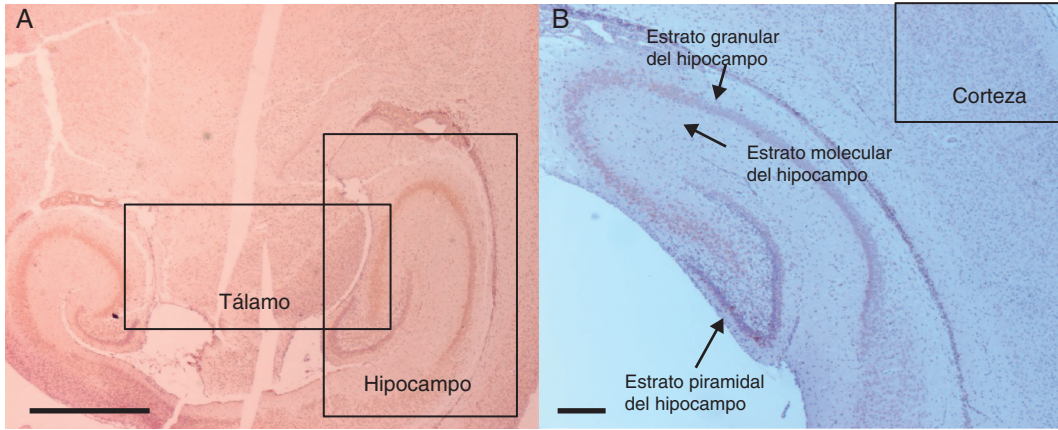 A
Tálamo
Hipocampo
B
Estrato granular
del hipocampo
Corteza
Estrato molecular
del hipocampo
Estrato piramidal
del hipocampo